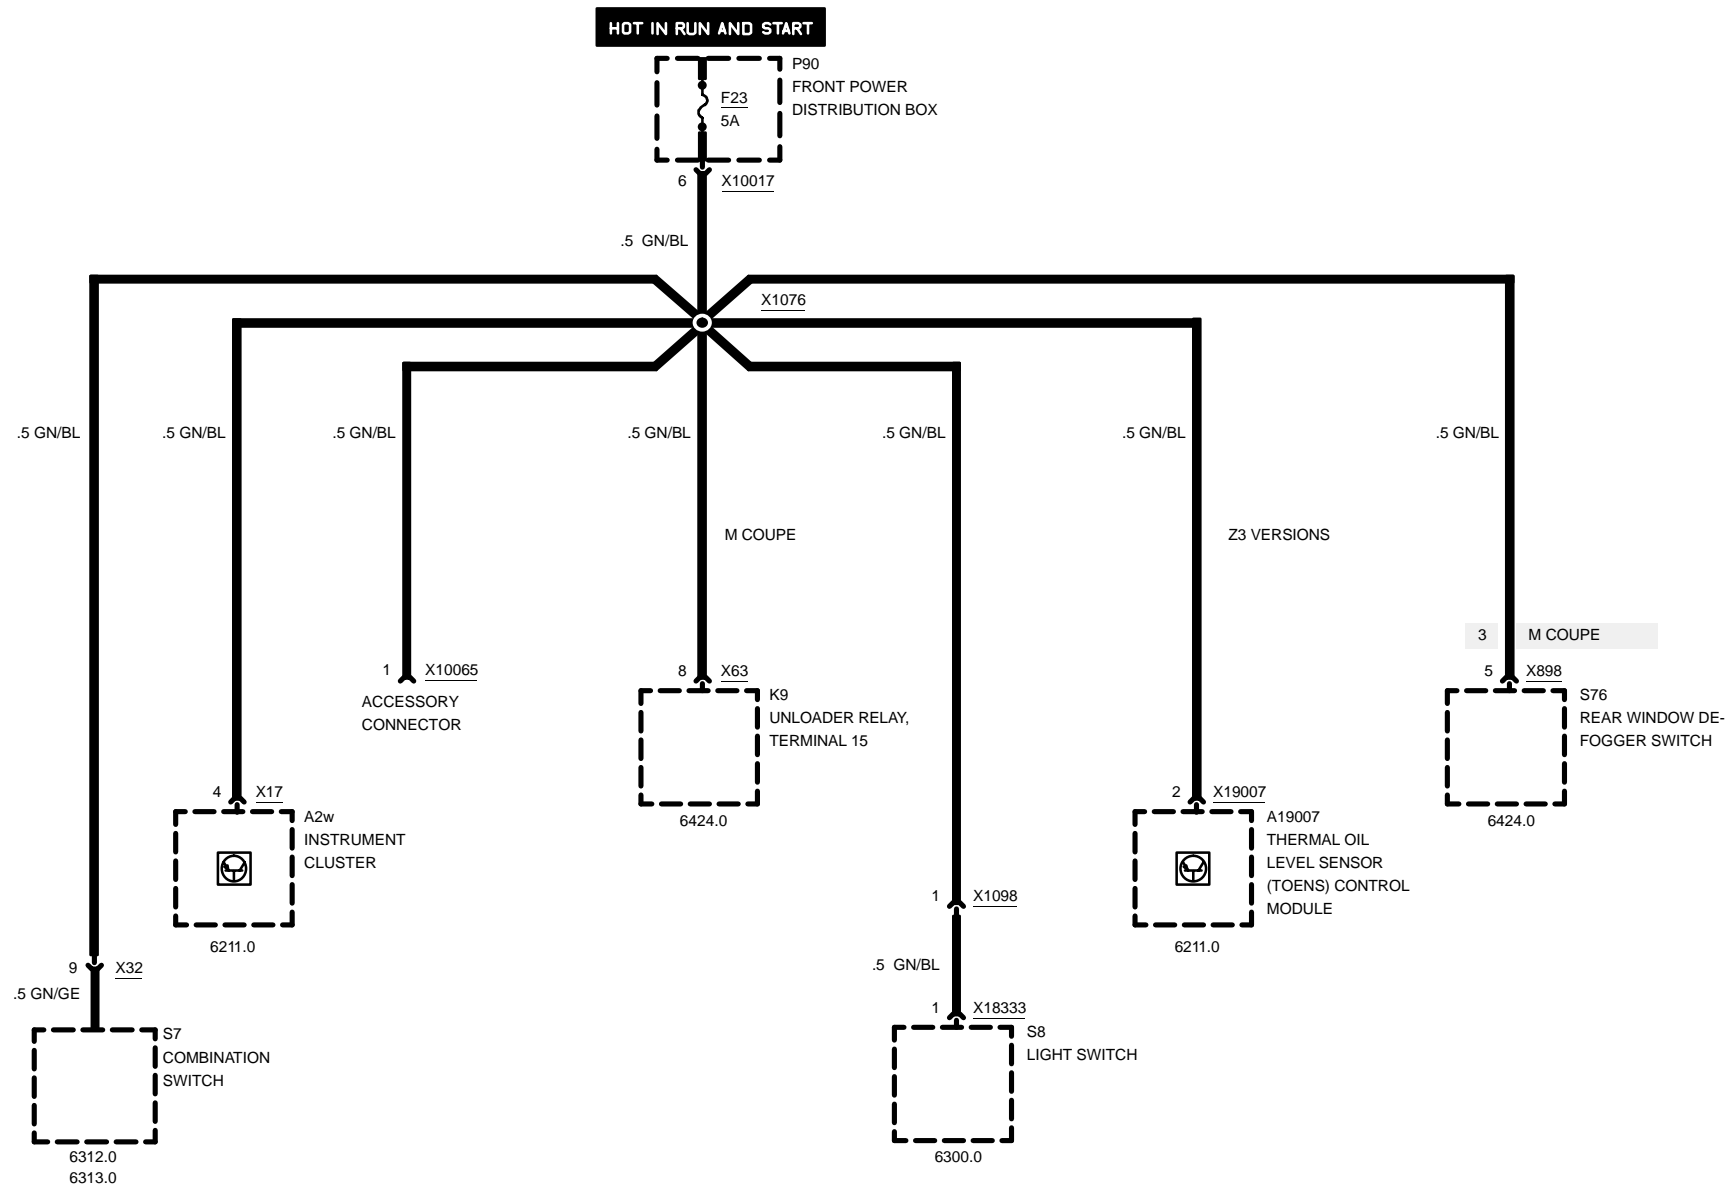 HOT IN RUN AND START
P90
FRONT POWER
DISTRIBUTION BOX
F23
5A
6 X10017
.5 GN/BL
X1076
.5 GN/BL
.5 GN/BL
.5 GN/BL
.5 GN/BL
.5 GN/BL
.5 GN/BL
.5 GN/BL
M COUPE
Z3 VERSIONS
3 M COUPE
1 X10065
ACCESSORY
CONNECTOR
8 X63
K9
UNLOADER RELAY,
TERMINAL 15
6424.0
5 X898
S76
REAR WINDOW DE-
FOGGER SWITCH
6424.0
4 X17
A2w
INSTRUMENT
CLUSTER
6211.0
2 X19007
A19007
THERMAL OIL
LEVEL SENSOR
(TOENS) CONTROL
MODULE
6211.0
1 X1098
.5 GN/BL
9 X32
.5 GN/GE
S7
COMBINATION
SWITCH
6312.0
6313.0
1 X18333
S8
LIGHT SWITCH
6300.0